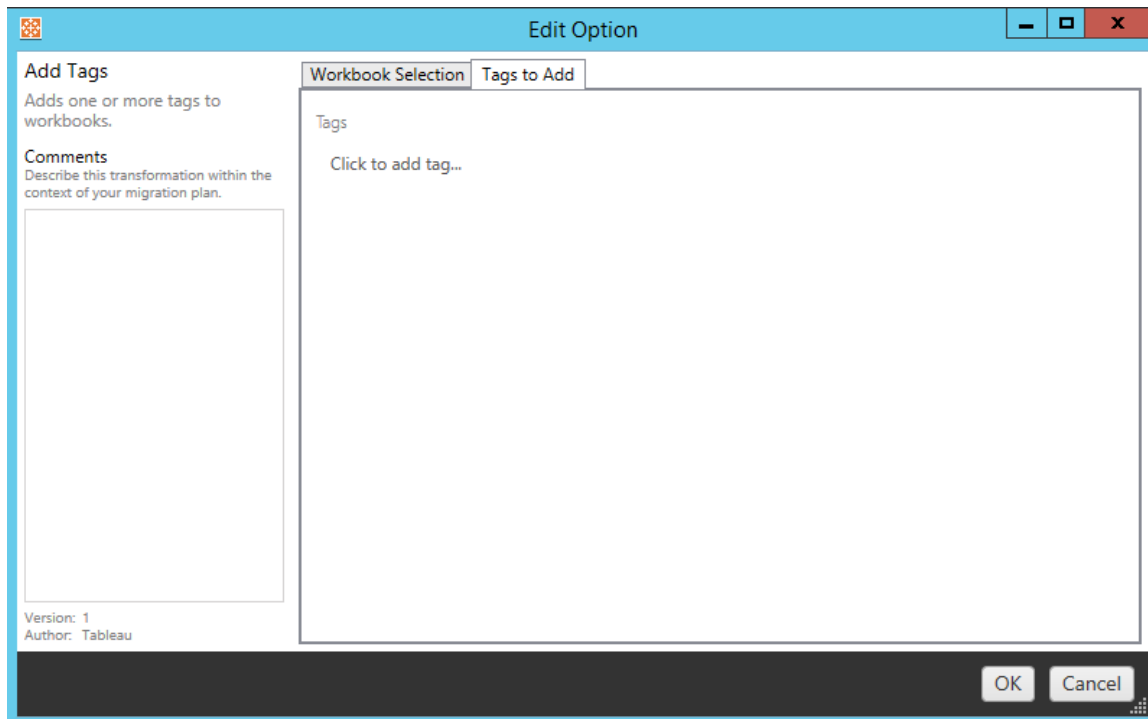 Edit Option
Add Tags
Adds one or more tags to
workbooks.
Comments
Describe this transformation within the
context of your migration plan.
Version: 1
Author: Tableau
Workbook Selection
Tags to Add
Tags
Click to add tag...
OK
Cancel